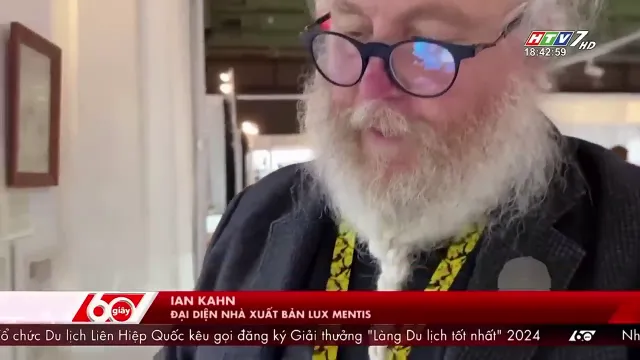 HTV7 HD
18:42:59
60 giây
IAN KAHN
ĐẠI DIỆN NHÀ XUẤT BẢN LUX MENTIS
ổ chức Du lịch Liên Hiệp Quốc kêu gọi đăng ký Giải thưởng "Làng Du lịch tốt nhất" 2024
60
Nh